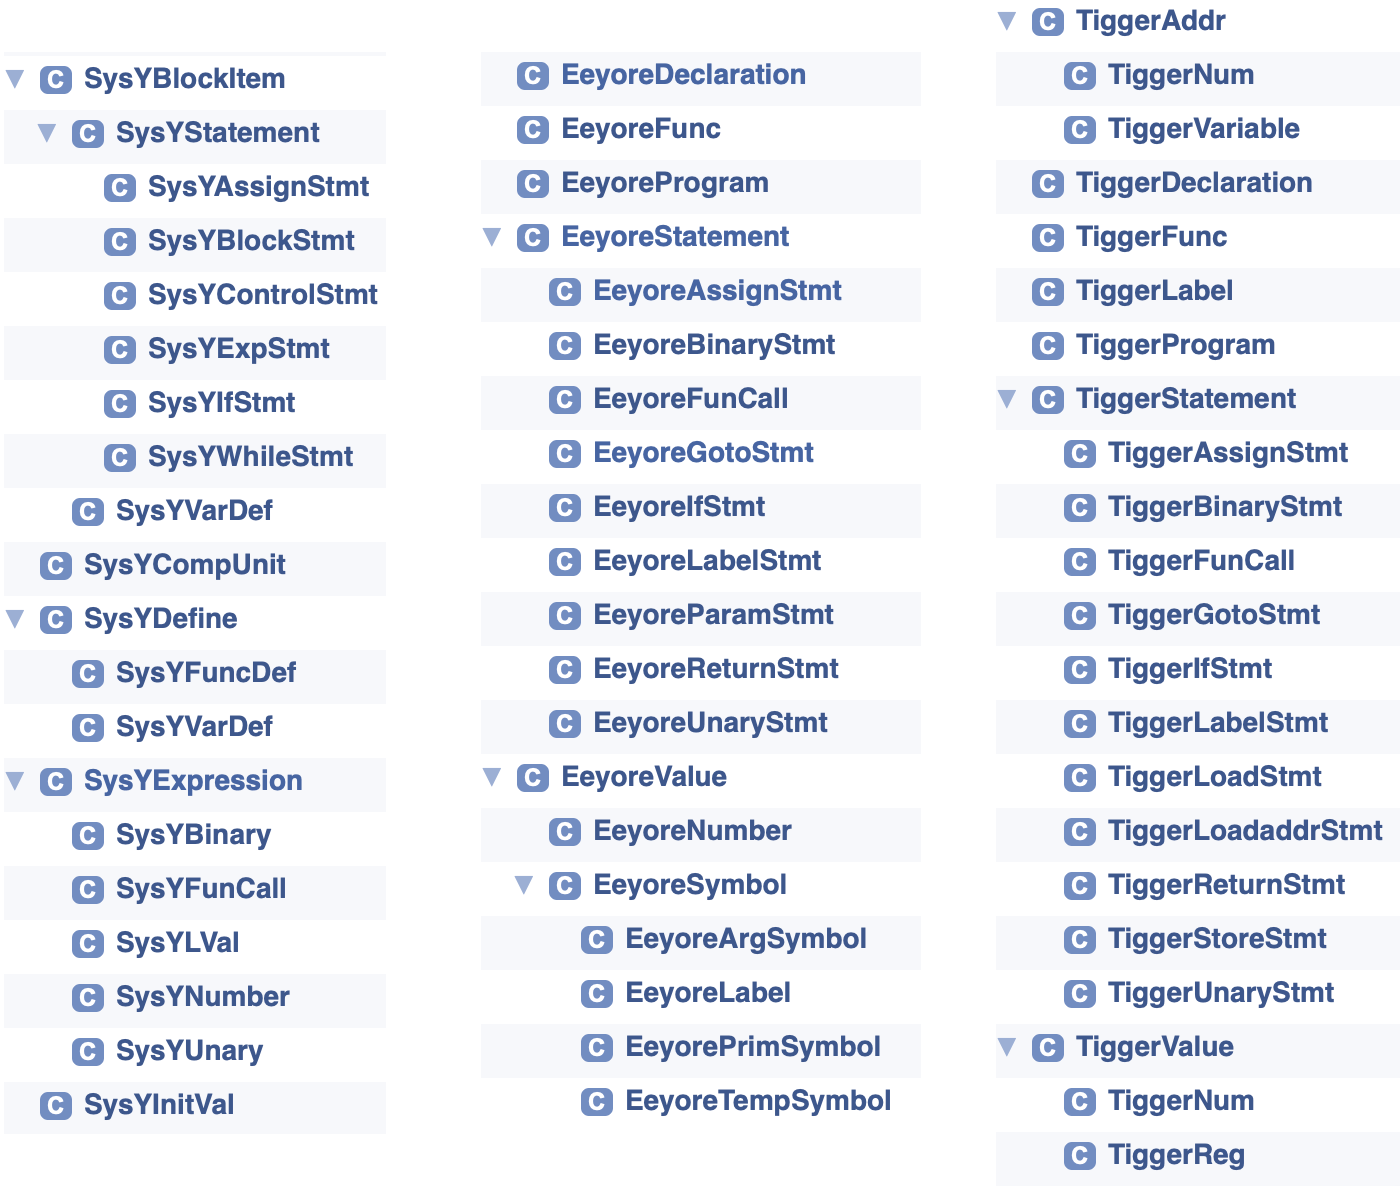 C SysYBlockItem
C SysYStatement
C SysYAssignStmt
C SysYBlockStmt
C SysYControlStmt
C SysYExpStmt
C SysYIfStmt
C SysYWhileStmt
C SysYVarDef
C SysYCompUnit
C SysYDefine
C SysYFuncDef
C SysYVarDef
C SysYExpression
C SysYBinary
C SysYFunCall
C SysYLVal
C SysYNumber
C SysYUnary
C SysYInitVal
C EeyoreDeclaration
C EeyoreFunc
C EeyoreProgram
C EeyoreStatement
C EeyoreAssignStmt
C EeyoreBinaryStmt
C EeyoreFunCall
C EeyoreGotoStmt
C EeyoreIfStmt
C EeyoreLabelStmt
C EeyoreParamStmt
C EeyoreReturnStmt
C EeyoreUnaryStmt
C EeyoreValue
C EeyoreNumber
C EeyoreSymbol
C EeyoreArgSymbol
C EeyoreLabel
C EeyorePrimSymbol
C EeyoreTempSymbol
C TiggerAddr
C TiggerNum
C TiggerVariable
C TiggerDeclaration
C TiggerFunc
C TiggerLabel
C TiggerProgram
C TiggerStatement
C TiggerAssignStmt
C TiggerBinaryStmt
C TiggerFunCall
C TiggerGotoStmt
C TiggerIfStmt
C TiggerLabelStmt
C TiggerLoadStmt
C TiggerLoadaddrStmt
C TiggerReturnStmt
C TiggerStoreStmt
C TiggerUnaryStmt
C TiggerValue
C TiggerNum
C TiggerReg